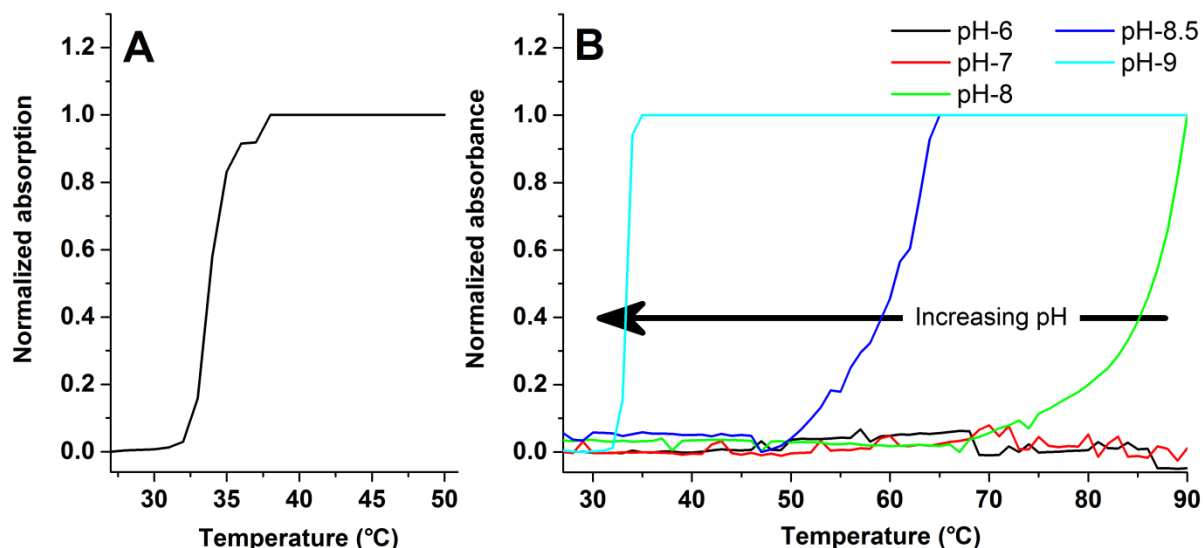 A
Normalized absorption
1.2
1.0
0.8
0.6
0.4
0.2
0.0
30 35 40 45 50
Temperature (°C)
B
pH-6
pH-7
pH-8
pH-8.5
pH-9
Normalized absorbance
1.2
1.0
0.8
0.6
0.4
0.2
0.0
Increasing pH
30 40 50 60 70 80 90
Temperature (°C)